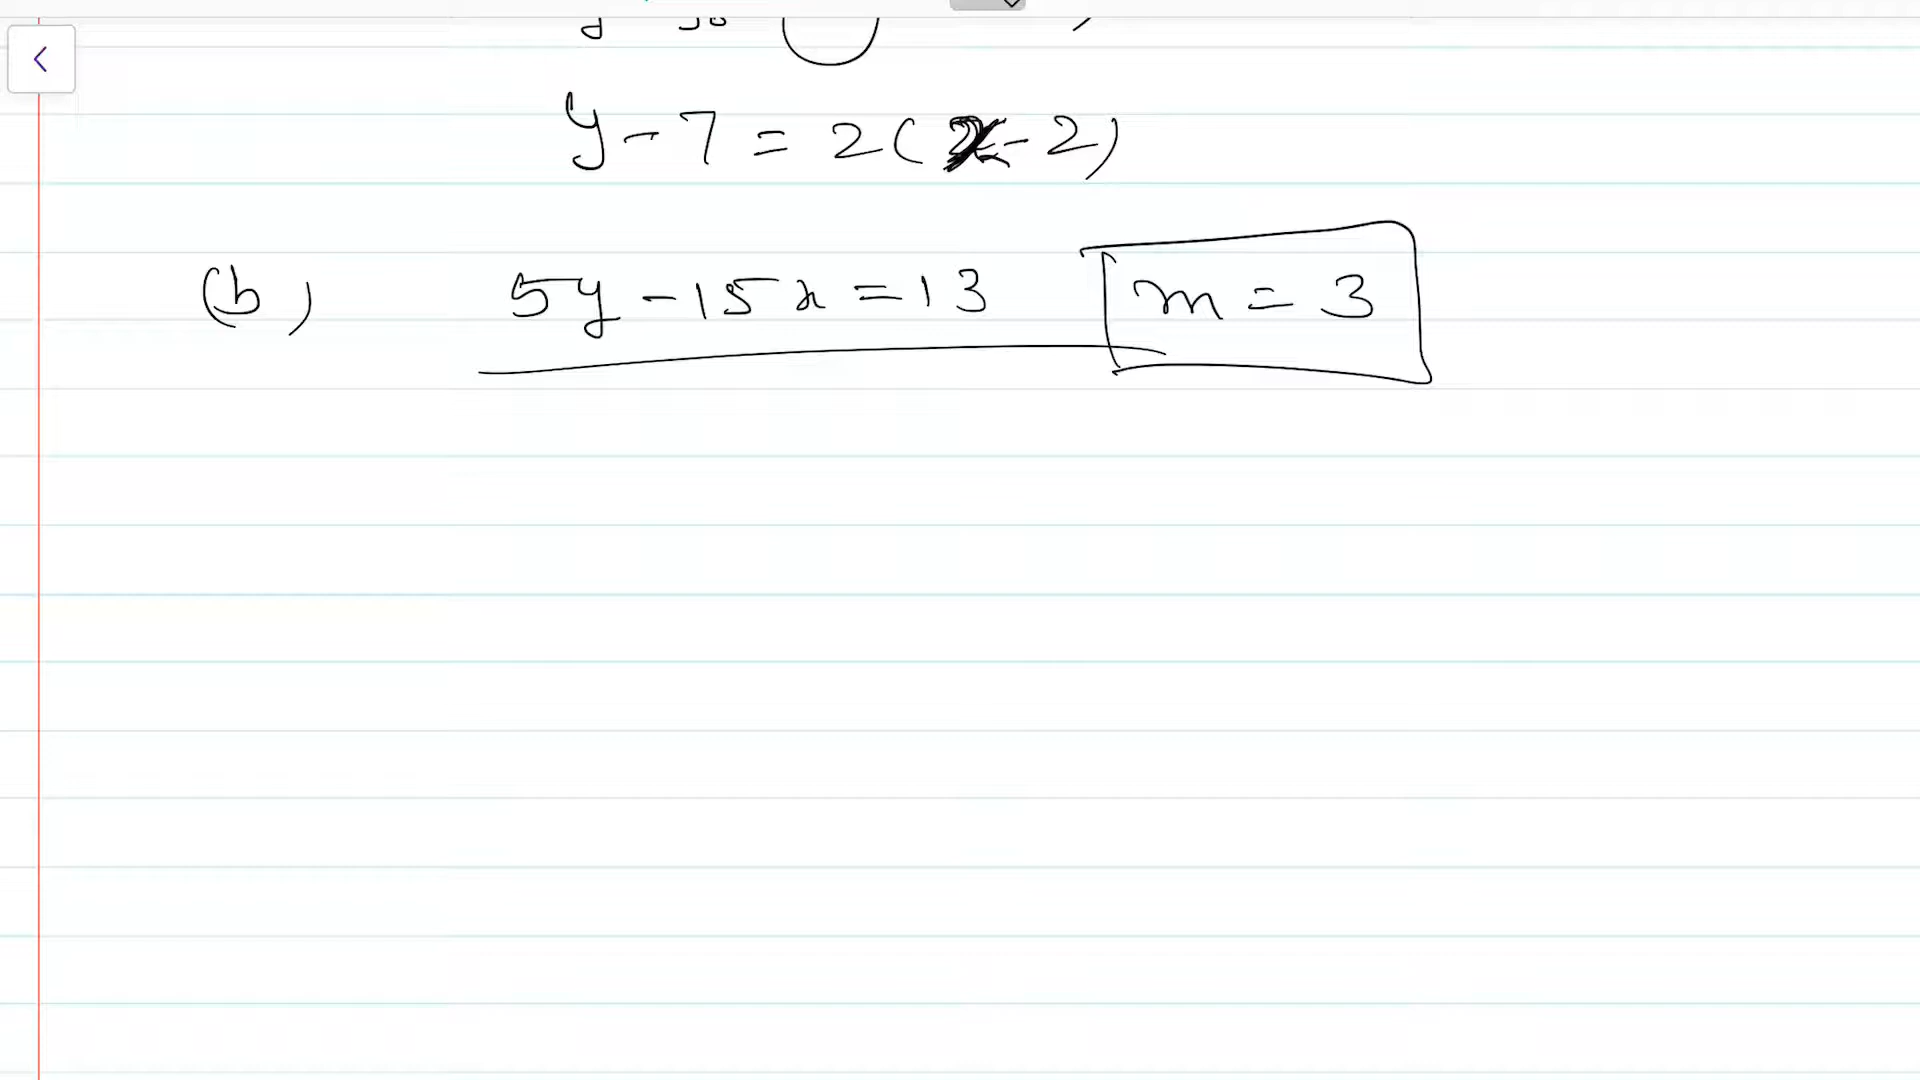 y - 7 = 2(x - 2)
(b) 5y - 15x = 13 m = 3